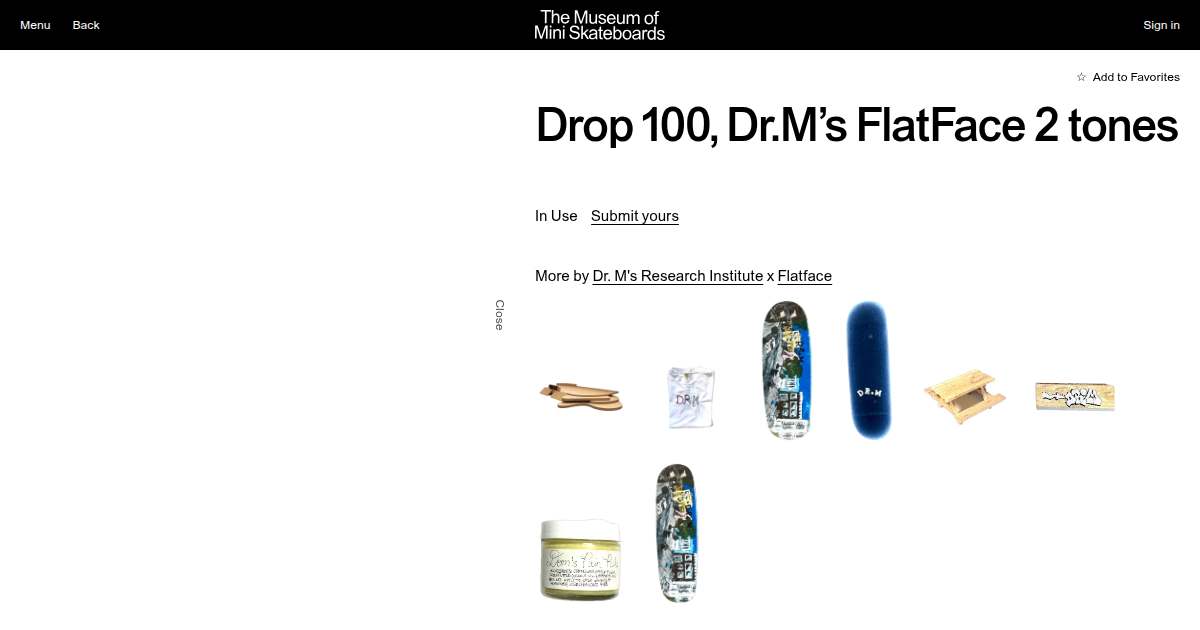 Menu Back
The Museum of
Mini Skateboards
Sign in
☆ Add to Favorites
Drop 100, Dr.M’s FlatFace 2 tones
In Use Submit yours
More by Dr. M's Research Institute x Flatface
Close
DR.M
DR.M